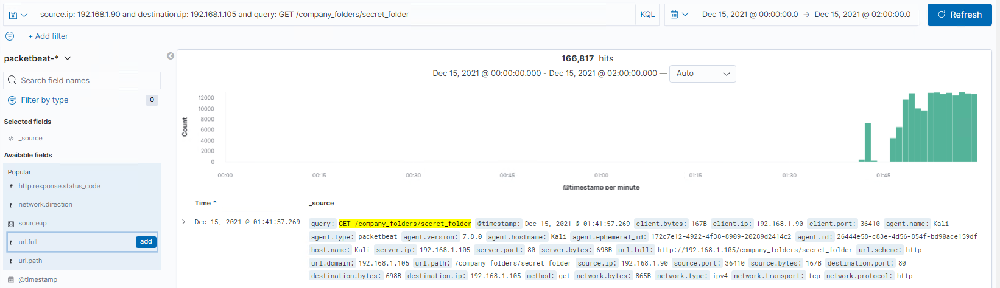 source.ip: 192.168.1.90 and destination.ip: 192.168.1.105 and query: GET /company_folders/secret_folder
KQL
Dec 15, 2021 @ 00:00:00.0 → Dec 15, 2021 @ 02:00:00.0
Refresh
+ Add filter
packetbeat-*
Search field names
Filter by type 0
Selected fields
_source
Available fields
Popular
# http.response.status_code
t network.direction
source.ip
t url.full add
t url.path
@timestamp
166,817 hits
Dec 15, 2021 @ 00:00:00.000 - Dec 15, 2021 @ 02:00:00.000 — Auto
Count
12000
10000
8000
6000
4000
2000
0
00:00 00:15 00:30 00:45 01:00 01:15 01:30 01:45
@timestamp per minute
Time _source
Dec 15, 2021 @ 01:41:57.269
query: GET /company_folders/secret_folder @timestamp: Dec 15, 2021 @ 01:41:57.269 client.bytes: 167B client.ip: 192.168.1.90 client.port: 36410 agent.name: Kali
agent.type: packetbeat agent.version: 7.8.0 agent.hostname: Kali agent.ephemeral_id: 172c7e12-4922-4f38-8909-20289d2414c2 agent.id: 26444e58-c83e-4d56-854f-bd90ace159df
host.name: Kali server.ip: 192.168.1.105 server.port: 80 server.bytes: 698B url.full: http://192.168.1.105/company_folders/secret_folder url.scheme: http
url.domain: 192.168.1.105 url.path: /company_folders/secret_folder source.ip: 192.168.1.90 source.port: 36410 source.bytes: 167B destination.port: 80
destination.bytes: 698B destination.ip: 192.168.1.105 method: get network.bytes: 865B network.type: ipv4 network.transport: tcp network.protocol: http